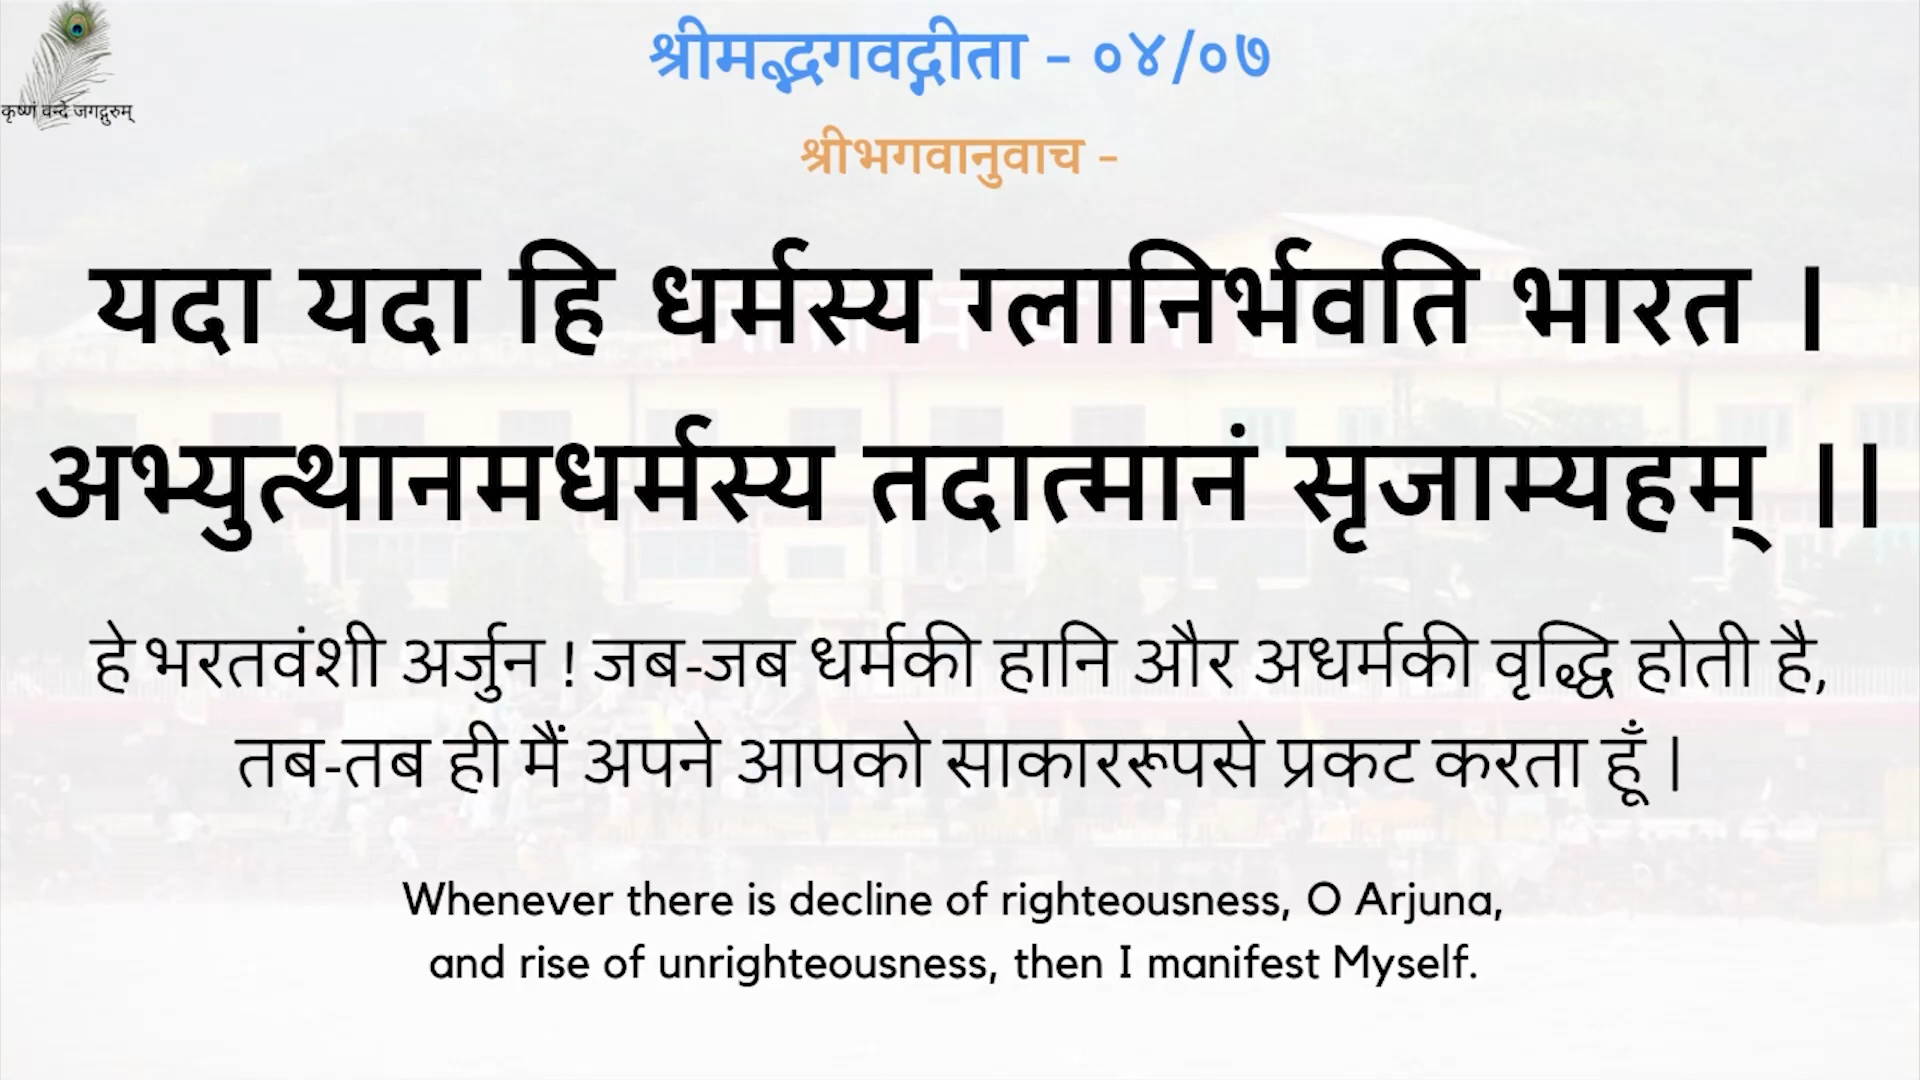 श्रीमद्भगवद्गीता - ०४/०७
कृष्णं वन्दे जगद्गुरुम्
श्रीभगवानुवाच -
यदा यदा हि धर्मस्य ग्लानिर्भवति भारत ।
अभ्युत्थानमधर्मस्य तदात्मानं सृजाम्यहम् ।।
हे भरतवंशी अर्जुन ! जब-जब धर्मकी हानि और अधर्मकी वृद्धि होती है,
तब-तब ही मैं अपने आपको साकाररूपसे प्रकट करता हूँ |
Whenever there is decline of righteousness, O Arjuna,
and rise of unrighteousness, then I manifest Myself.